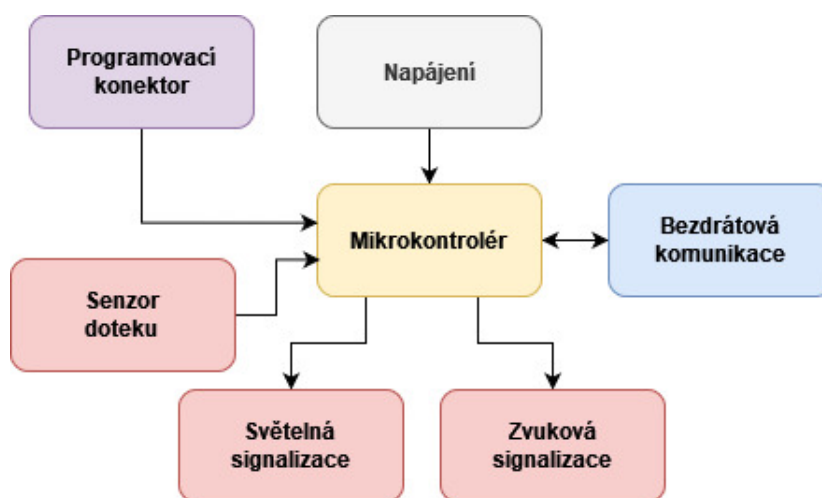 Programovací
konektor
Napájení
Mikrokontrolér
Bezdrátová
komunikace
Senzor
doteku
Světelná
signalizace
Zvuková
signalizace